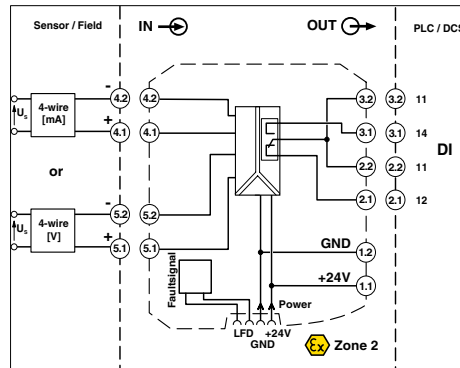 Sensor / Field
IN
OUT
PLC / DCS
4-wire
[mA]
Us
-
+
4.2
4.1
4.2
4.1
or
4-wire
[V]
Us
-
+
5.2
5.1
5.2
5.1
3.2
3.2
11
3.1
3.1
14
2.2
2.2
11
2.1
2.1
12
DI
GND
1.2
+24V
1.1
Faultsignal
Power
LFD
+24V
GND
Ex
Zone 2